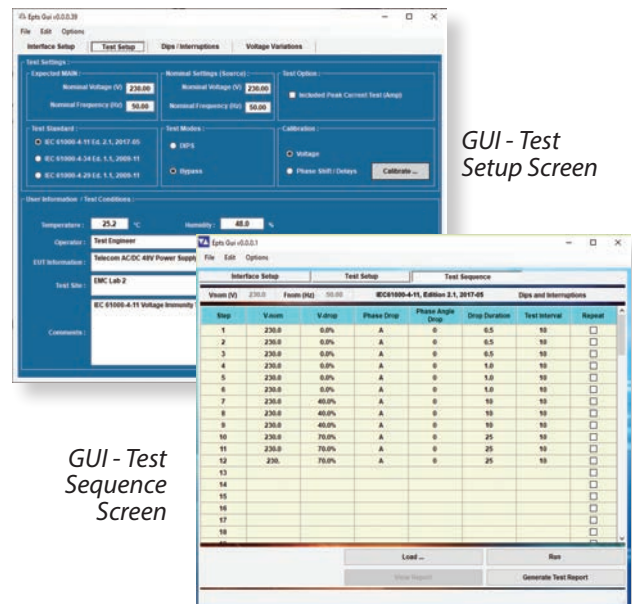 Epts Gui v0.0.0.39
File Edit Options
Interface Setup Test Setup Dips / Interruptions Voltage Variations
Test Settings :
Expected MAIN : Nominal Settings (Source) : Test Option :
Nominal Voltage (V) 230.00 Nominal Voltage (V) 230.00 Included Peak Current Test (Amp)
Nominal Frequency (Hz) 50.00 Nominal Frequency (Hz) 50.00
Test Standard : Test Modes : Calibration :
IEC 61000-4-11 Ed. 2.1, 2017-05 DIPS Voltage
IEC 61000-4-34 Ed. 1.1, 2009-11
IEC 61000-4-29 Ed. 1.1, 2009-11 Bypass Phase Shift / Delays Calibrate ...
User Information / Test Conditions :
Temperature : 25.2 °C Humidity : 48.0 %
Operator : Test Engineer
EUT Information : Telecom AC/DC 48V Power Supply
Test Site : EMC Lab 2
Comments : IEC 61000-4-11 Voltage Immunity
GUI - Test
Setup Screen
Epts Gui v0.0.0.1
File Edit Options
Interface Setup Test Setup Test Sequence
Vnom (V) 230.0 Fnom (Hz) 50.00 IEC61000-4-11, Edition 2.1, 2017-05 Dips and Interruptions
Step V-nom V-drop Phase Drop Phase Angle Drop Drop Duration Test Interval Repeat
1 230.0 0.0% A 0 0.5 10
2 230.0 0.0% A 0 0.5 10
3 230.0 0.0% A 0 0.5 10
4 230.0 0.0% A 0 1.0 10
5 230.0 0.0% A 0 1.0 10
6 230.0 0.0% A 0 1.0 10
7 230.0 40.0% A 0 10 10
8 230.0 40.0% A 0 10 10
9 230.0 40.0% A 0 10 10
10 230.0 70.0% A 0 25 10
11 230.0 70.0% A 0 25 10
12 230. 70.0% A 0 25 10
13
14
15
16
17
18
Load ... Run
View Report Generate Test Report
GUI - Test
Sequence
Screen